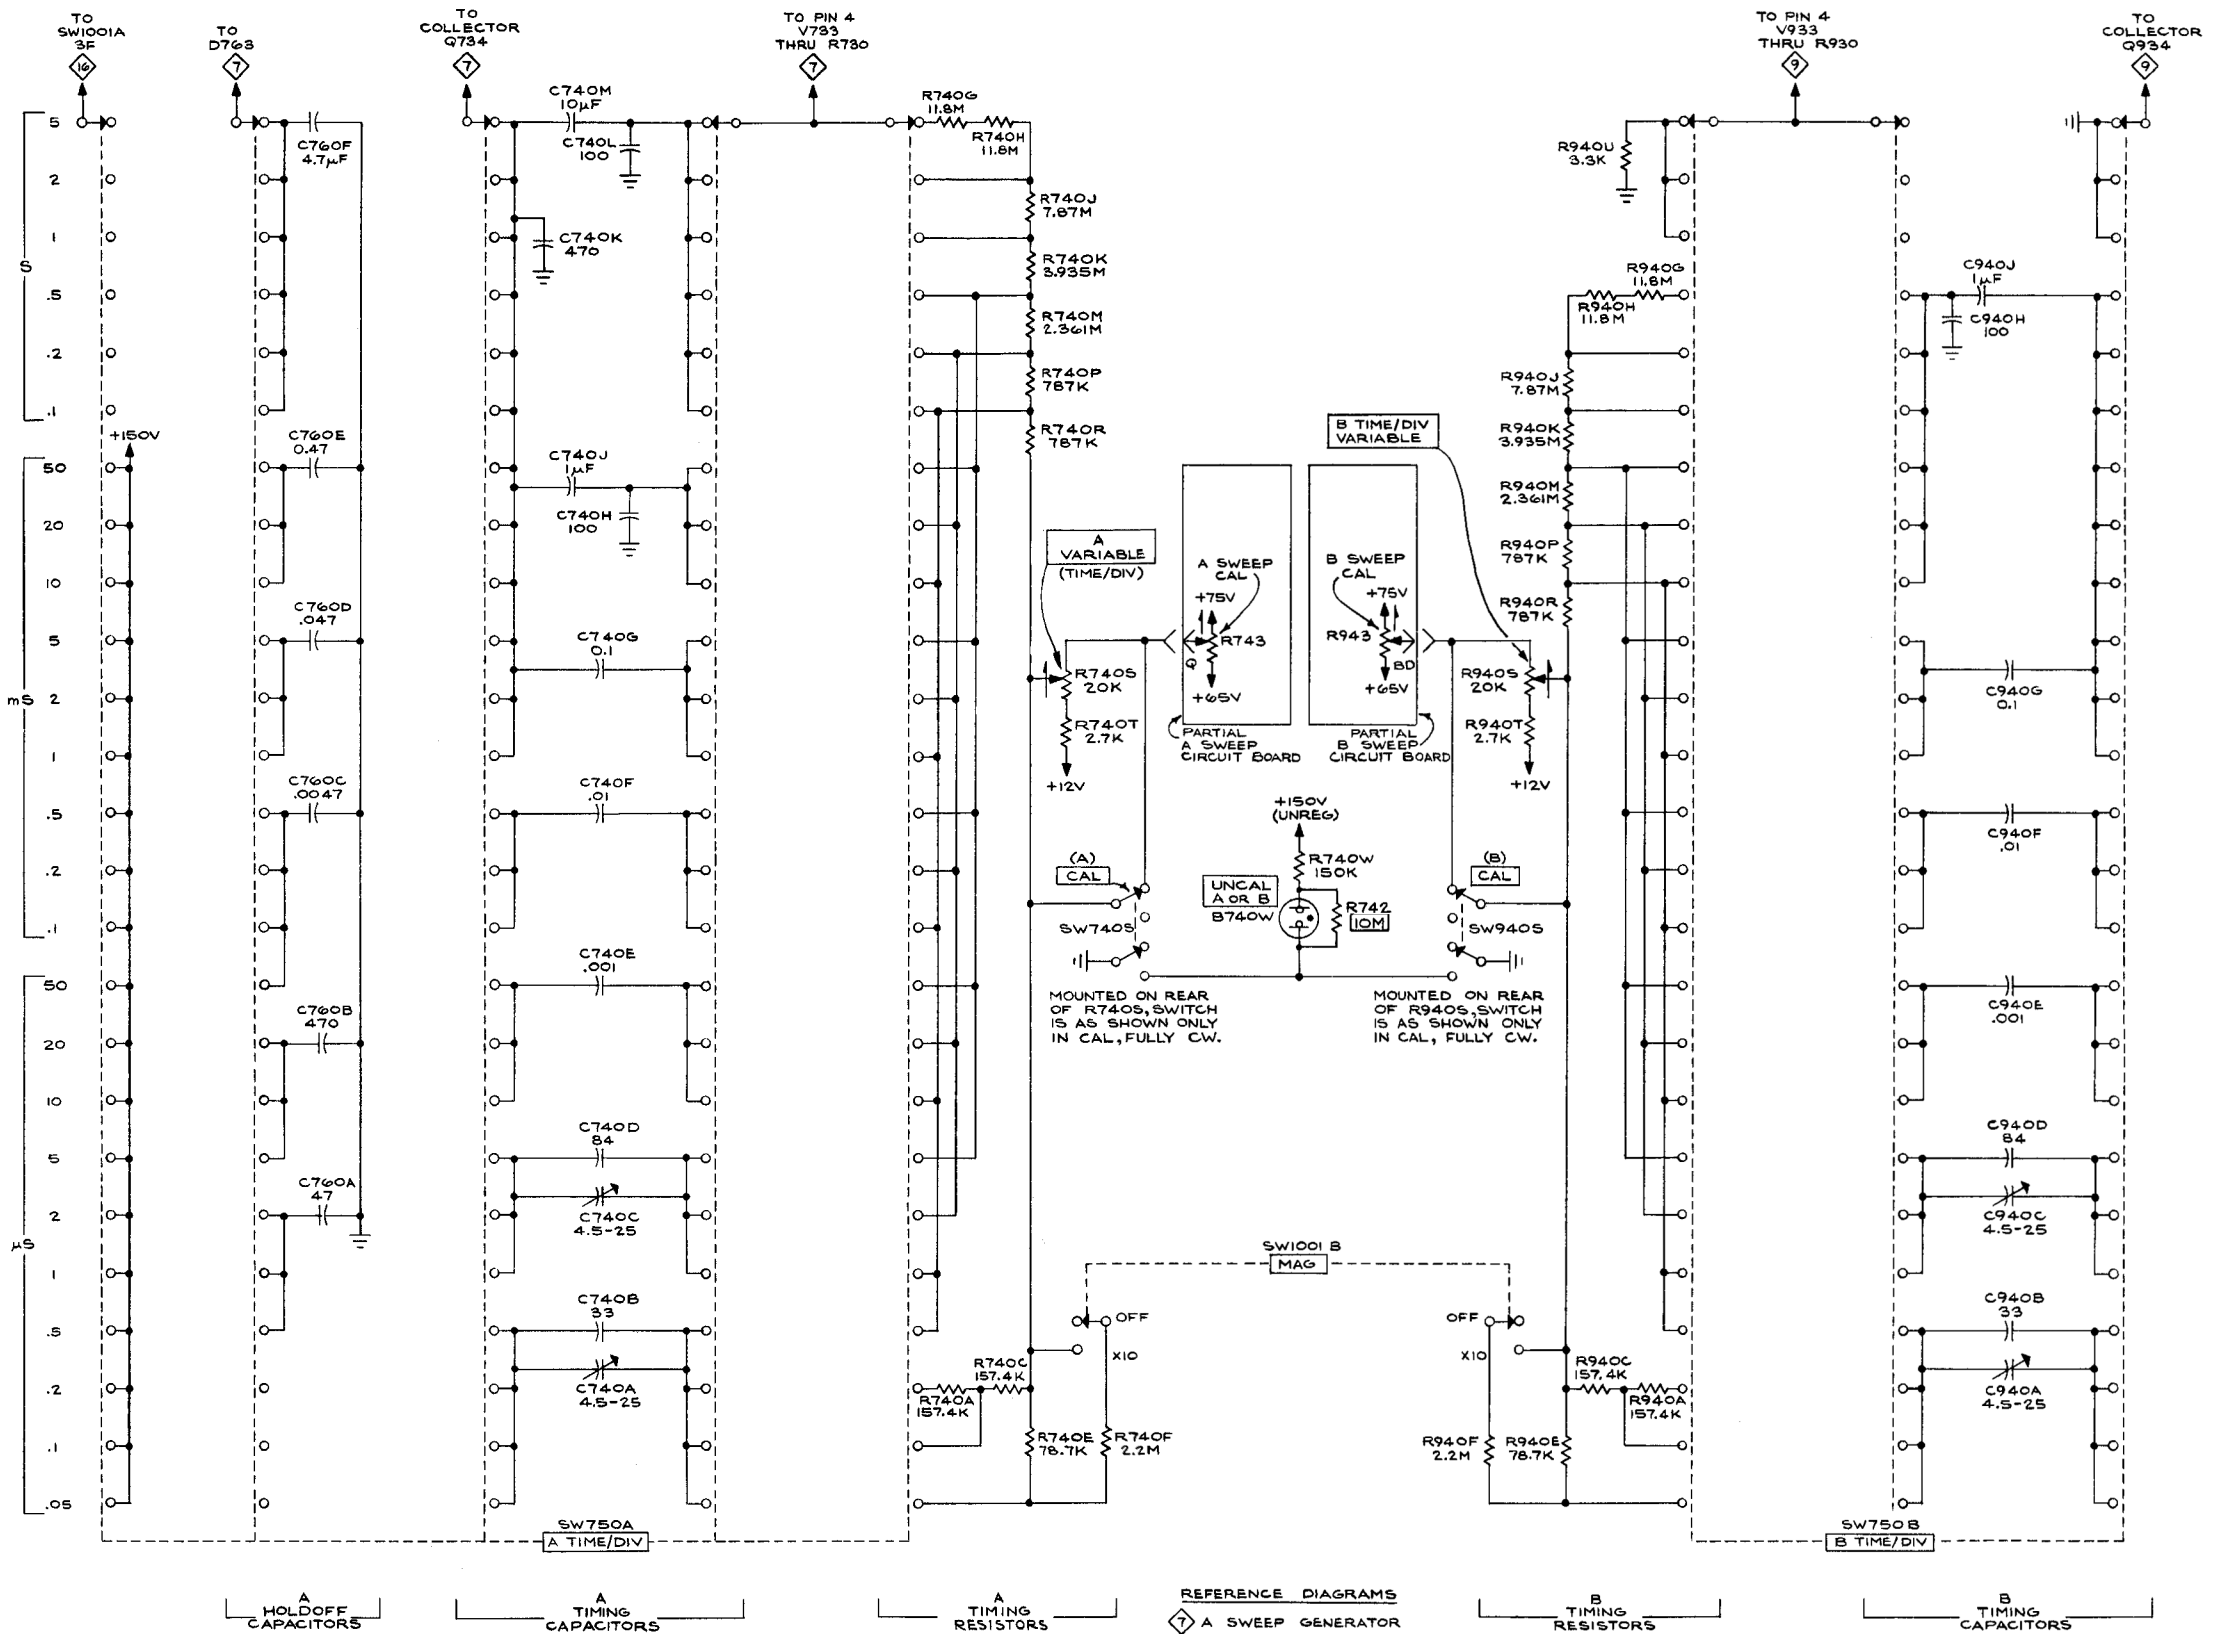 TO
SW1001A
3F
16
TO
D763
7
TO
COLLECTOR
Q734
7
TO PIN 4
V733
THRU R730
7
TO PIN 4
V933
THRU R930
9
TO
COLLECTOR
Q934
9
S
5
2
1
.5
.2
.1
mS
50
20
10
5
2
1
.5
.2
.1
μS
50
20
10
5
2
1
.5
.2
.1
.05
+150V
C760F
4.7μF
C760E
0.47
C760D
.047
C760C
.0047
C760B
470
C760A
47
C740M
10μF
C740L
100
C740K
470
C740J
1μF
C740H
100
C740G
0.1
C740F
.01
C740E
.001
C740D
84
C740C
4.5-25
C740B
33
C740A
4.5-25
R740G
11.8M
R740H
11.8M
R740J
7.87M
R740K
3.935M
R740M
2.361M
R740P
787K
R740R
787K
A
VARIABLE
(TIME/DIV)
R740S
20K
R740T
2.7K
+12V
A SWEEP
CAL
+75V
R743
Q
+65V
PARTIAL
A SWEEP
CIRCUIT BOARD
B SWEEP
CAL
+75V
R943
BD
+65V
PARTIAL
B SWEEP
CIRCUIT BOARD
B TIME/DIV
VARIABLE
R940S
20K
R940T
2.7K
+12V
+150V
(UNREG)
R740W
150K
UNCAL
A OR B
B740W
R742
10M
(A)
CAL
SW740S
(B)
CAL
SW940S
MOUNTED ON REAR
OF R740S, SWITCH
IS AS SHOWN ONLY
IN CAL, FULLY CW.
MOUNTED ON REAR
OF R940S, SWITCH
IS AS SHOWN ONLY
IN CAL, FULLY CW.
SW1001B
MAG
OFF
X10
OFF
X10
R740C
157.4K
R740A
157.4K
R740E
78.7K
R740F
2.2M
R940F
2.2M
R940E
78.7K
R940C
157.4K
R940A
157.4K
R940U
3.3K
R940G
11.8M
R940H
11.8M
R940J
7.87M
R940K
3.935M
R940M
2.361M
R940P
787K
R940R
787K
C940J
1μF
C940H
100
C940G
0.1
C940F
.01
C940E
.001
C940D
84
C940C
4.5-25
C940B
33
C940A
4.5-25
SW750A
A TIME/DIV
SW750B
B TIME/DIV
A
HOLDOFF
CAPACITORS
A
TIMING
CAPACITORS
A
TIMING
RESISTORS
REFERENCE DIAGRAMS
7 A SWEEP GENERATOR
B
TIMING
RESISTORS
B
TIMING
CAPACITORS